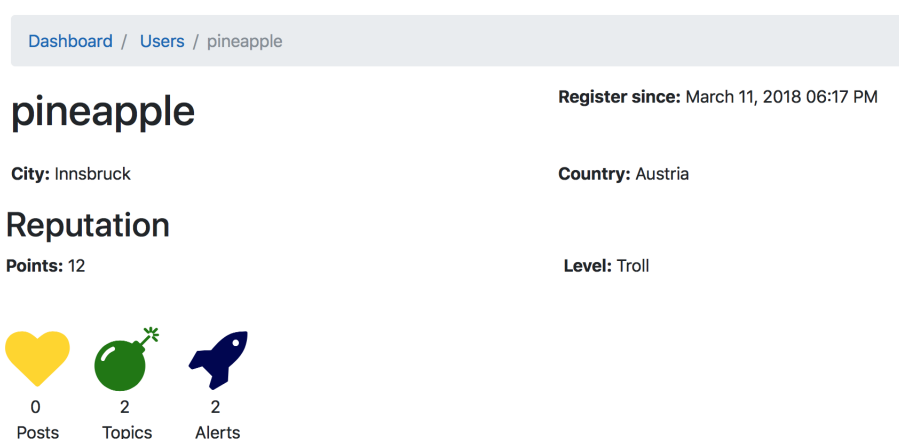 Dashboard / Users / pineapple
pineapple
Register since: March 11, 2018 06:17 PM
City: Innsbruck
Country: Austria
Reputation
Points: 12
Level: Troll
0 2 2
Posts Topics Alerts